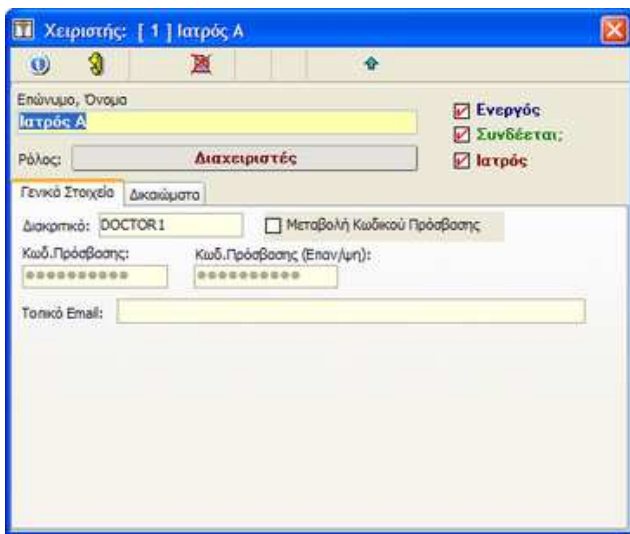 Χειριστής: [ 1 ] Ιατρός Α
Επώνυμο, Όνομα
Ιατρός Α
Ενεργός
Συνδέεται;
Ρόλος: Διαχειριστές
Ιατρός
Γενικά Στοιχεία Δικαιώματα
Διακριτικό: DOCTOR1 Μεταβολή Κωδικού Πρόσβασης
Κωδ.Πρόσβασης: Κωδ.Πρόσβασης (Επαν/ψη):
Τοπικό Email: